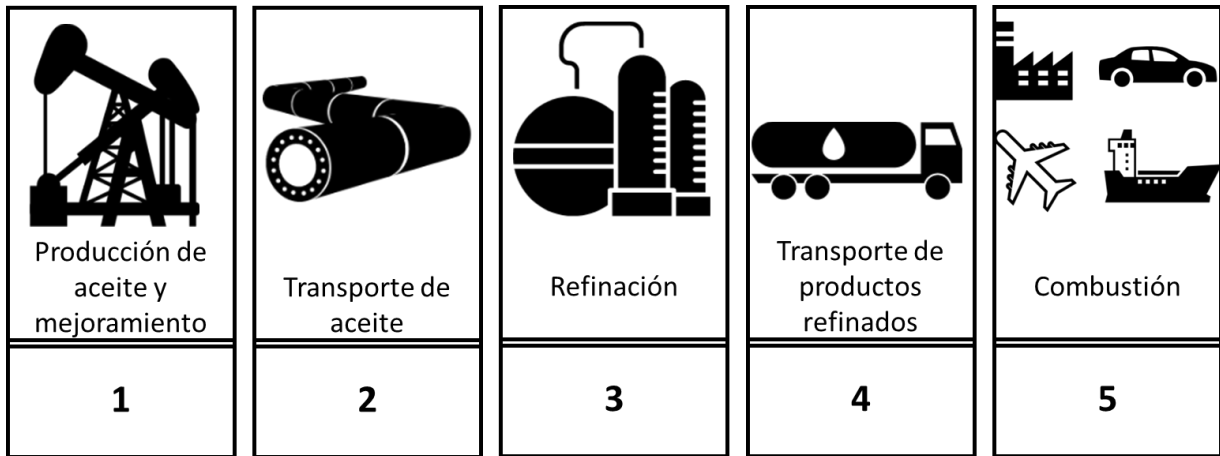 Producción de
aceite y
mejoramiento
1
Transporte de
aceite
2
Refinación
3
Transporte de
productos
refinados
4
Combustión
5